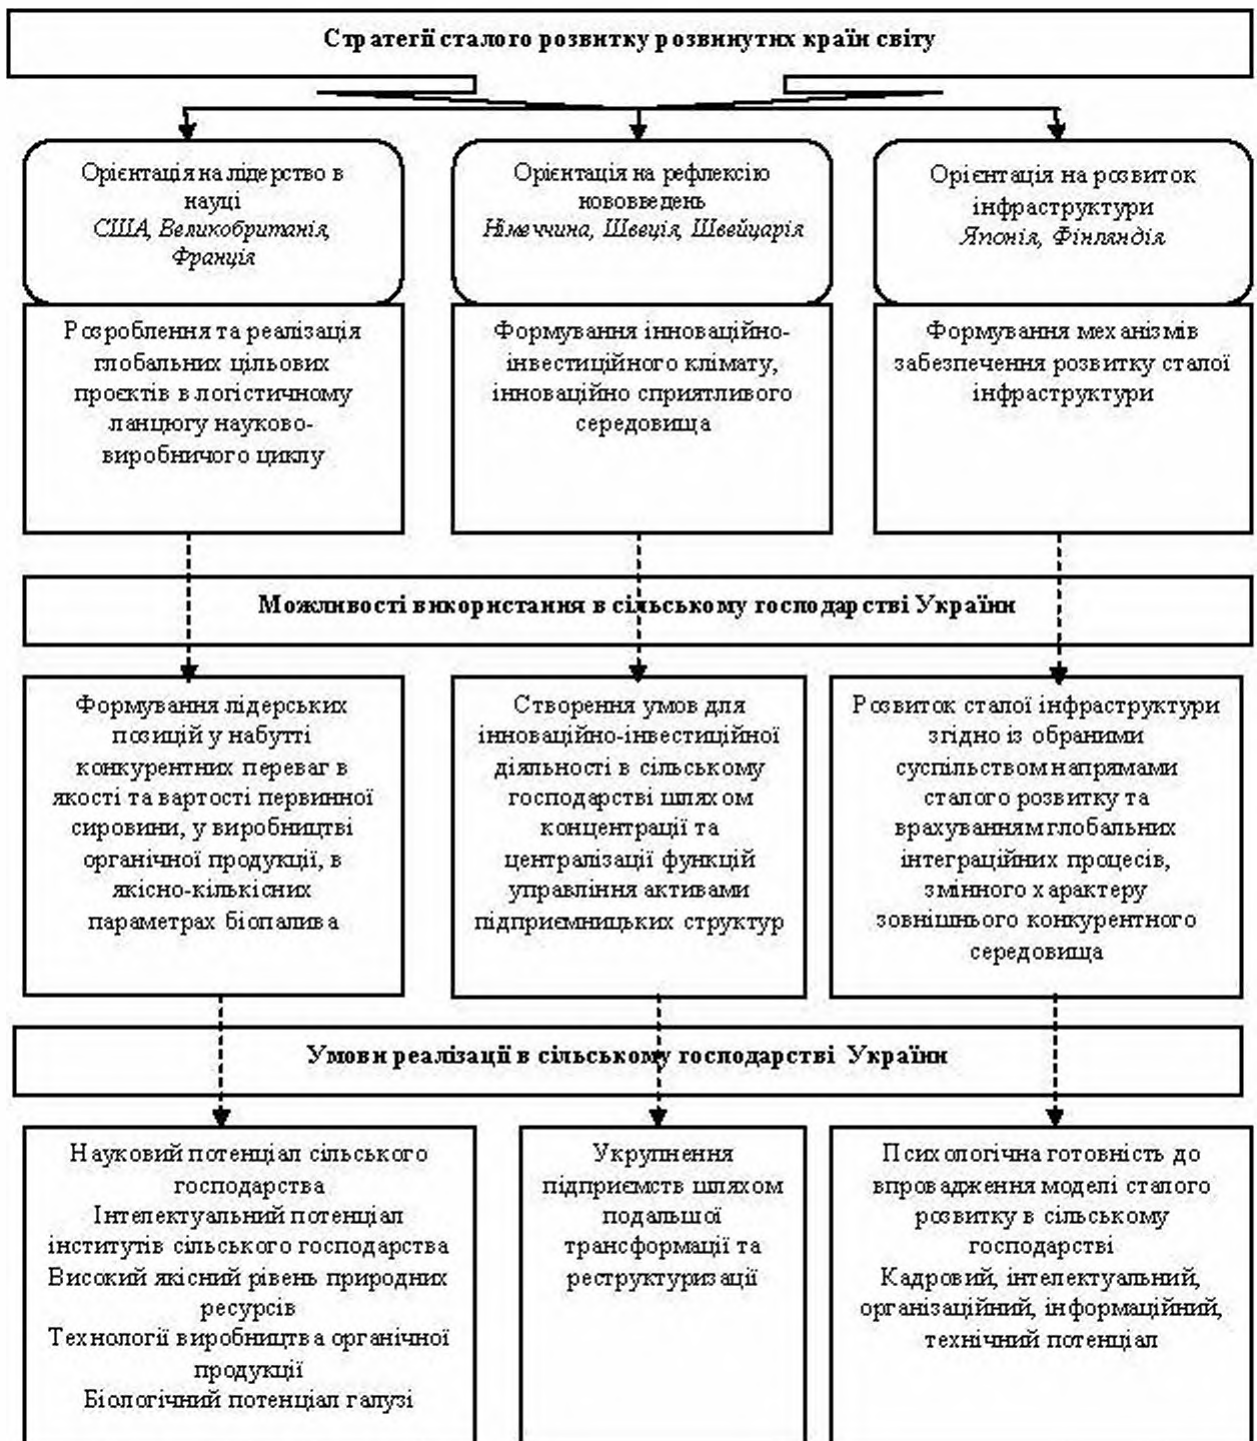 Стратегії сталого розвитку розвинутих країн світу
Орієнтація на лідерство в
науці
США, Великобританія,
Франція
Орієнтація на рефлексію
нововведень
Німеччина, Швеція, Швейцарія
Орієнтація на розвиток
інфраструктури
Японія, Фінляндія
Розроблення та реалізація
глобальних цільових
проєктів в логістичному
ланцюгу науково-
виробничого циклу
Формування інноваційно-
інвестиційного клімату,
інноваційно сприятливого
середовища
Формування механізмів
забезпечення розвитку сталої
інфраструктури
Можливості використання в сільському господарстві України
Формування лідерських
позицій у набутті
конкурентних переваг в
якості та вартості первинної
сировини, у виробництві
органічної продукції, в
якісно-кількісних
параметрах біопалива
Створення умов для
інноваційно-інвестиційної
діяльності в сільському
господарстві шляхом
концентрації та
централізації функцій
управління активами
підприємницьких структур
Розвиток сталої інфраструктури
згідно із обраними
суспільством напрямами
сталого розвитку та
врахуванням глобальних
інтеграційних процесів,
змінного характеру
зовнішнього конкурентного
середовища
Умови реалізації в сільському господарстві України
Науковий потенціал сільського
господарства
Інтелектуальний потенціал
інститутів сільського господарства
Високий якісний рівень природних
ресурсів
Технології виробництва органічної
продукції
Біологічний потенціал галузі
Укрупнення
підприємств шляхом
подальшої
трансформації та
реструктуризації
Психологічна готовність до
впровадження моделі сталого
розвитку в сільському
господарстві
Кадровий, інтелектуальний,
організаційний, інформаційний,
технічний потенціал